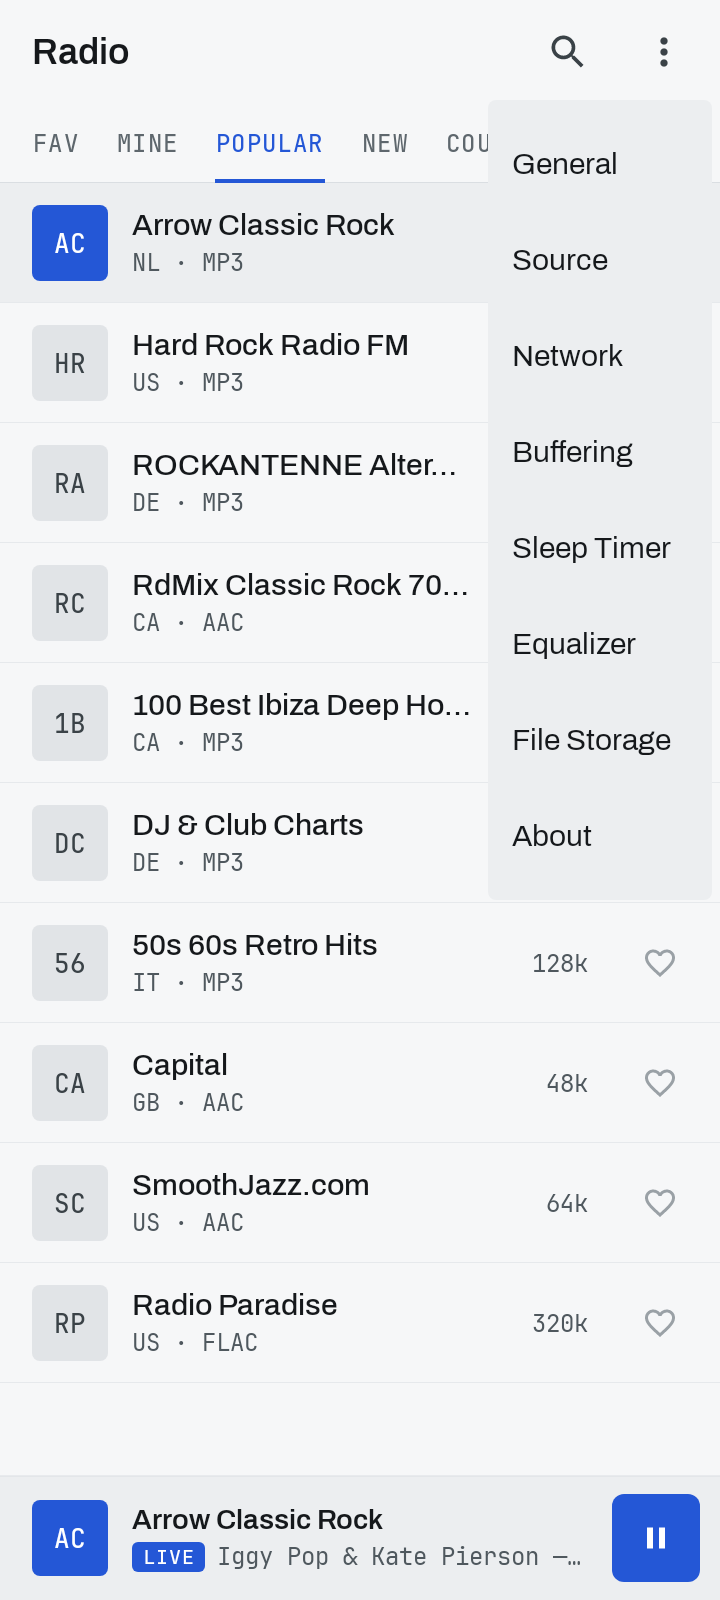 Radio
FAV MINE POPULAR NEW COU
General
Source
Network
Buffering
Sleep Timer
Equalizer
File Storage
About
AC
Arrow Classic Rock
NL · MP3
HR
Hard Rock Radio FM
US · MP3
RA
ROCKANTENNE Alter...
DE · MP3
RC
RdMix Classic Rock 70...
CA · AAC
1B
100 Best Ibiza Deep Ho...
CA · MP3
DC
DJ & Club Charts
DE · MP3
56
50s 60s Retro Hits
IT · MP3
128k
CA
Capital
GB · AAC
48k
SC
SmoothJazz.com
US · AAC
64k
RP
Radio Paradise
US · FLAC
320k
AC
Arrow Classic Rock
LIVE Iggy Pop & Kate Pierson —…